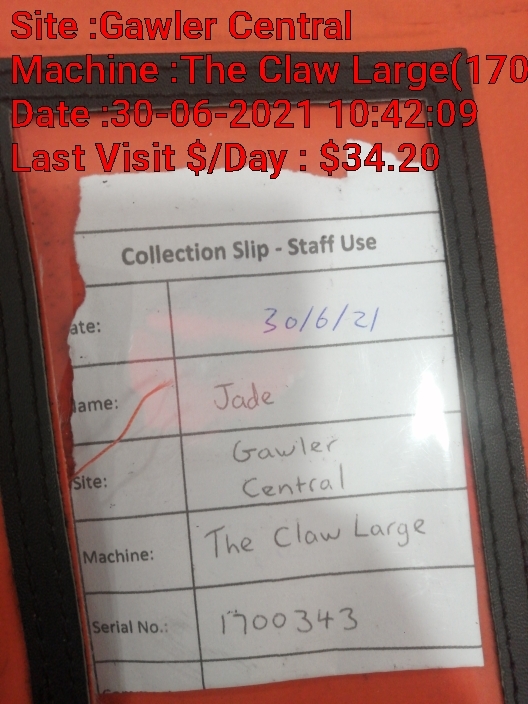 Site :Gawler Central
Machine :The Claw Large(170
Date :30-06-2021 10:42:09
Last Visit $/Day : $34.20
Collection Slip - Staff Use
ate: 30/6/21
ame: Jade
Site: Gawler
Central
Machine: The Claw Large
Serial No.: 1700343